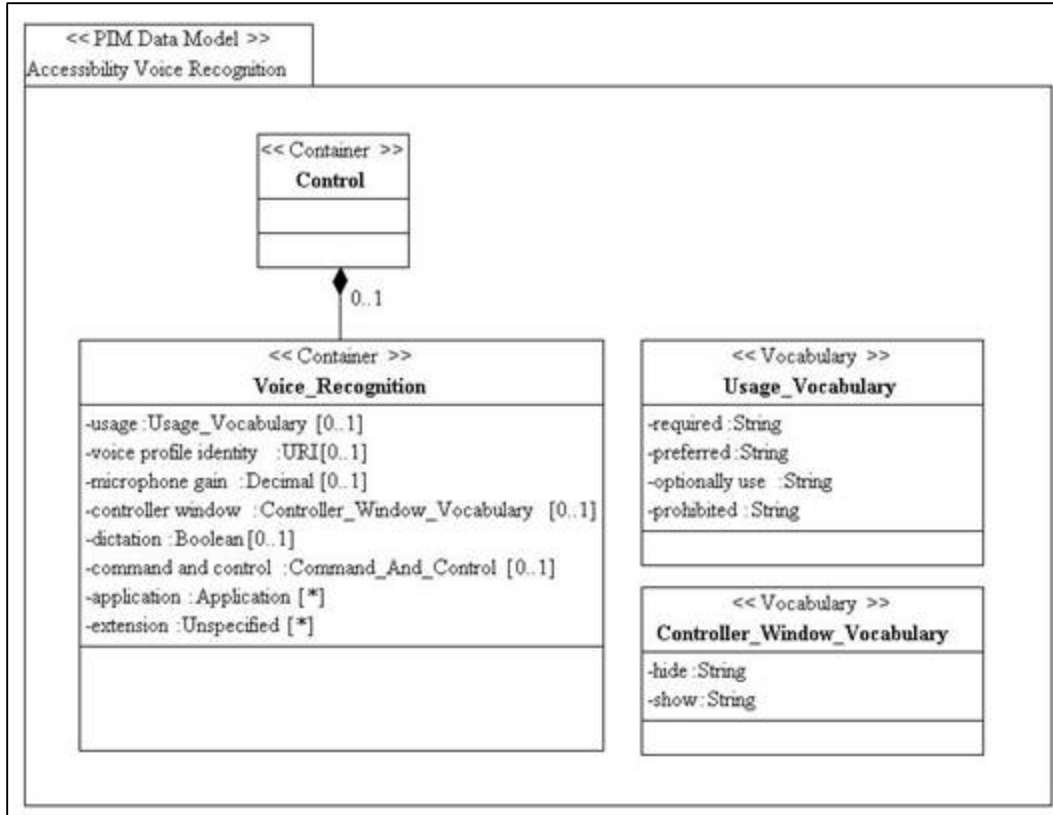 << PIM Data Model >>
Accessibility Voice Recognition
<< Container >>
Control
0..1
<< Container >>
Voice_Recognition
-usage :Usage_Vocabulary [0..1]
-voice profile identity :URI[0..1]
-microphone gain :Decimal [0..1]
-controller window :Controller_Window_Vocabulary [0..1]
-dictation :Boolean [0..1]
-command and control :Command_And_Control [0..1]
-application :Application [*]
-extension :Unspecified [*]
<< Vocabulary >>
Usage_Vocabulary
-required :String
-preferred :String
-optionally use :String
-prohibited :String
<< Vocabulary >>
Controller_Window_Vocabulary
-hide :String
-show :String